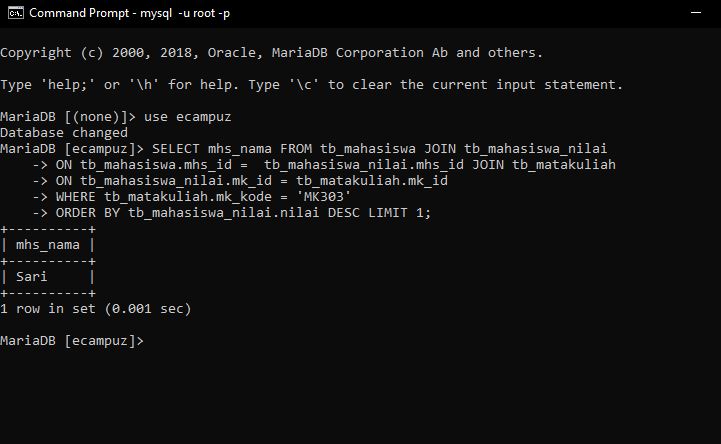 Command Prompt - mysql  -u root -p
Copyright (c) 2000, 2018, Oracle, MariaDB Corporation Ab and others.
Type 'help;' or '\h' for help. Type '\c' to clear the current input statement.
MariaDB [(none)]> use ecampuz
Database changed
MariaDB [ecampuz]> SELECT mhs_nama FROM tb_mahasiswa JOIN tb_mahasiswa_nilai
    -> ON tb_mahasiswa.mhs_id =  tb_mahasiswa_nilai.mhs_id JOIN tb_matakuliah
    -> ON tb_mahasiswa_nilai.mk_id = tb_matakuliah.mk_id
    -> WHERE tb_matakuliah.mk_kode = 'MK303'
    -> ORDER BY tb_mahasiswa_nilai.nilai DESC LIMIT 1;
+----------+
| mhs_nama |
+----------+
| Sari     |
+----------+
1 row in set (0.001 sec)
MariaDB [ecampuz]>